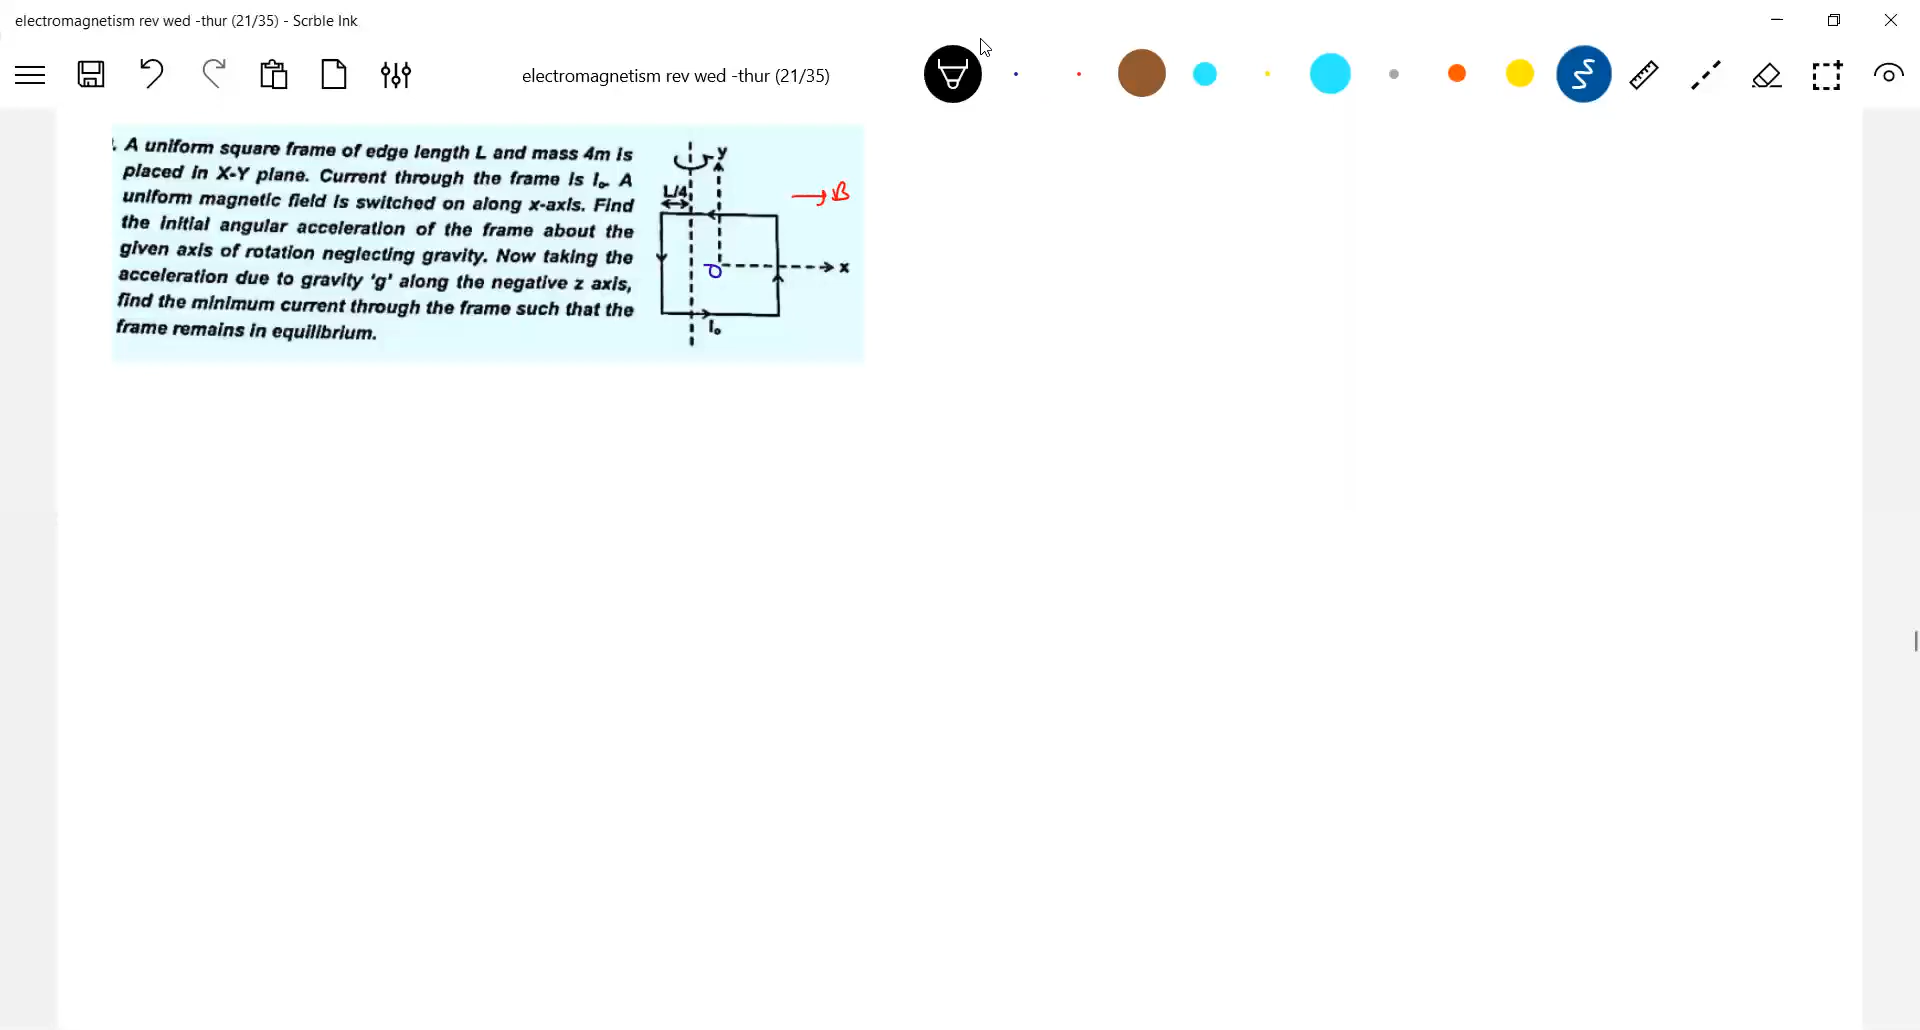 electromagnetism rev wed -thur (21/35) - Scrble Ink
electromagnetism rev wed -thur (21/35)
. A uniform square frame of edge length L and mass 4m is
placed in X-Y plane. Current through the frame is I₀. A
uniform magnetic field is switched on along x-axis. Find
the initial angular acceleration of the frame about the
given axis of rotation neglecting gravity. Now taking the
acceleration due to gravity 'g' along the negative z axis,
find the minimum current through the frame such that the
frame remains in equilibrium.
y
L/4
→B
x
I₀